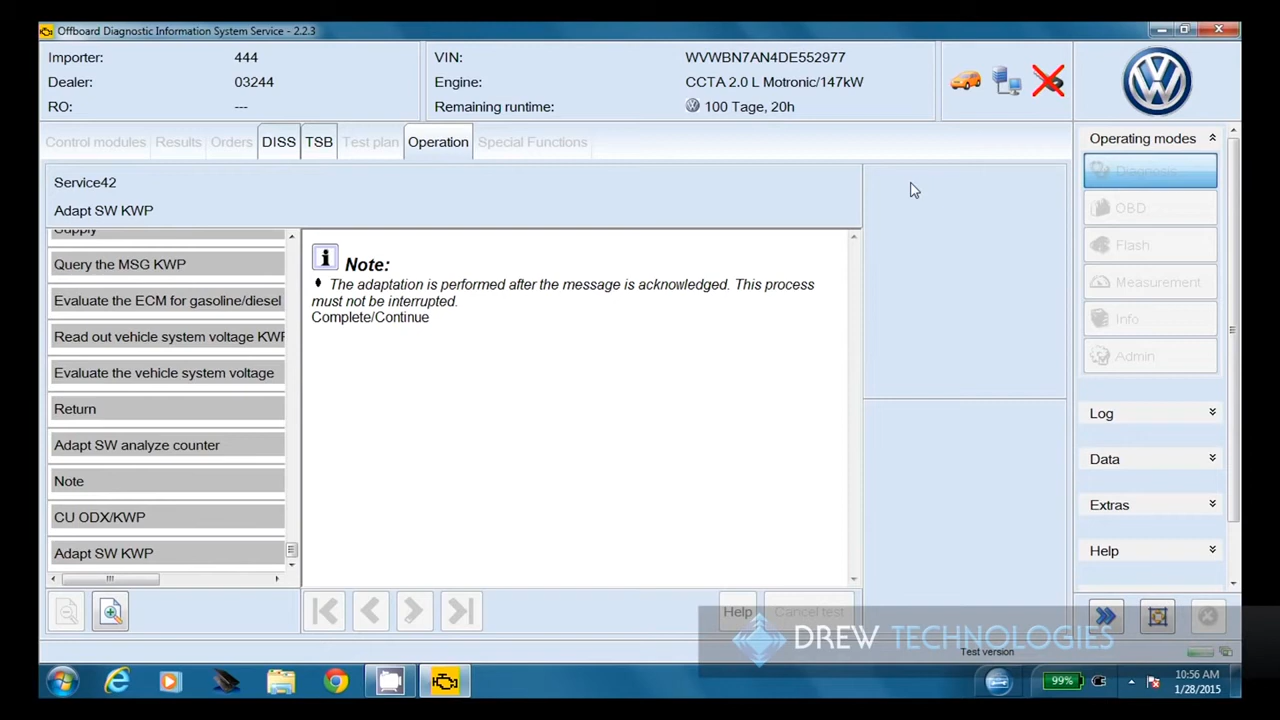 Offboard Diagnostic Information System Service - 2.2.3
Importer: 444
Dealer: 03244
RO: ---
VIN: WVWBN7AN4DE552977
Engine: CCTA 2.0 L Motronic/147kW
Remaining runtime: 100 Tage, 20h
Control modules Results Orders DISS TSB Test plan Operation Special Functions
Service42
Adapt SW KWP
Supply
Query the MSG KWP
Evaluate the ECM for gasoline/diesel
Read out vehicle system voltage KWP
Evaluate the vehicle system voltage
Return
Adapt SW analyze counter
Note
CU ODX/KWP
Adapt SW KWP
Note:
The adaptation is performed after the message is acknowledged. This process
must not be interrupted.
Complete/Continue
Help Cancel test
Operating modes
Diagnosis
OBD
Flash
Measurement
Info
Admin
Log
Data
Extras
Help
DREW TECHNOLOGIES
Test version
99%
10:56 AM
1/28/2015